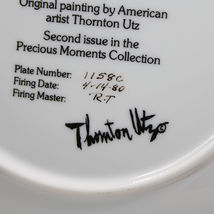 Original painting by American
artist Thornton Utz
Second issue in the
Precious Moments Collection
Plate Number: 1158C
Firing Date: 4-14-80
Firing Master: R.T
Thornton Utz ©